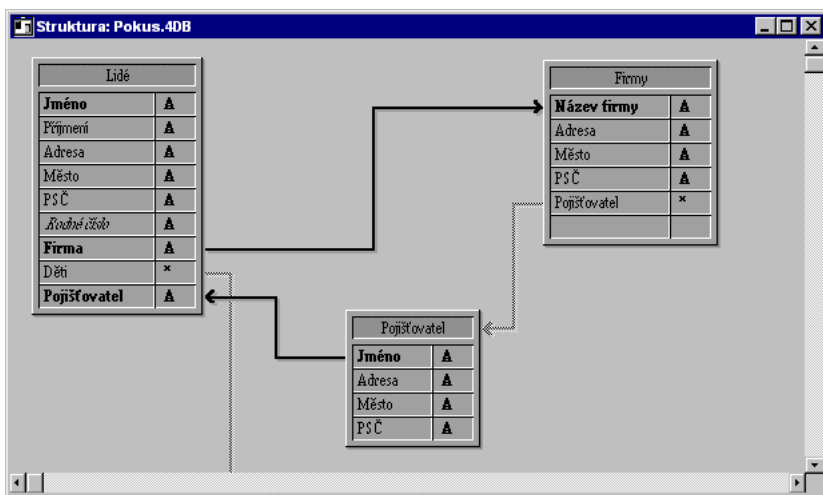 Struktura: Pokus.4DB
Lidé
Jméno A
Příjmení A
Adresa A
Město A
PSČ A
Rodné číslo A
Firma A
Děti *
Pojišťovatel A
Firmy
Název firmy A
Adresa A
Město A
PSČ A
Pojišťovatel *
Pojišťovatel
Jméno A
Adresa A
Město A
PSČ A